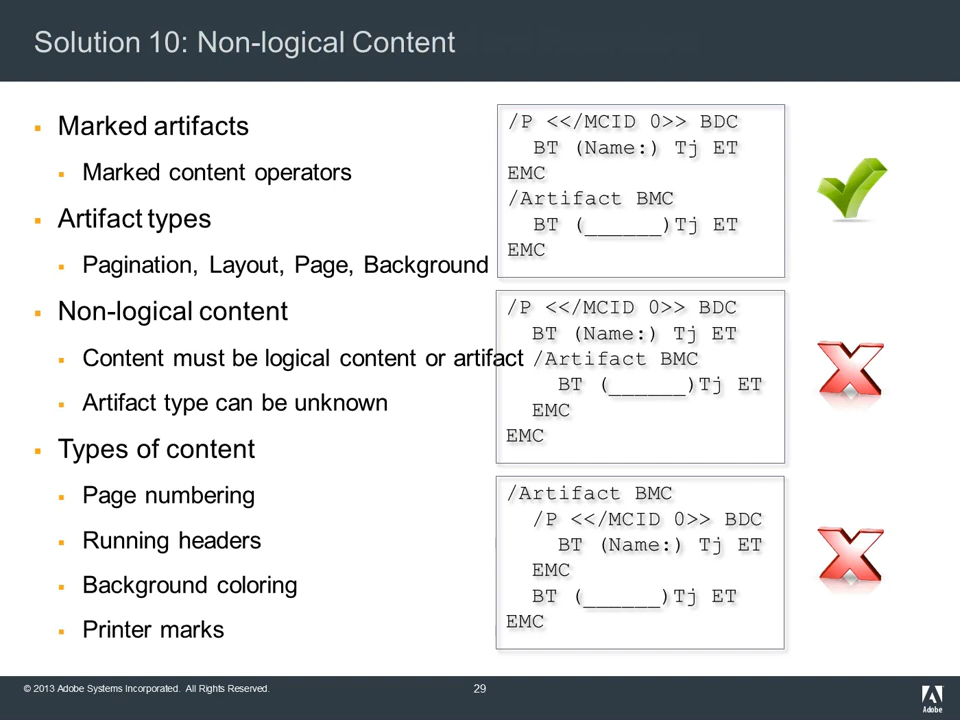 Solution 10: Non-logical Content
▪ Marked artifacts
▪ Marked content operators
▪ Artifact types
▪ Pagination, Layout, Page, Background
▪ Non-logical content
▪ Content must be logical content or artifact
▪ Artifact type can be unknown
▪ Types of content
▪ Page numbering
▪ Running headers
▪ Background coloring
▪ Printer marks
/P <</MCID 0>> BDC
BT (Name:) Tj ET
EMC
/Artifact BMC
BT (______)Tj ET
EMC
/P <</MCID 0>> BDC
BT (Name:) Tj ET
/Artifact BMC
BT (______)Tj ET
EMC
EMC
/Artifact BMC
/P <</MCID 0>> BDC
BT (Name:) Tj ET
EMC
BT (______)Tj ET
EMC
© 2013 Adobe Systems Incorporated. All Rights Reserved.
29
Adobe